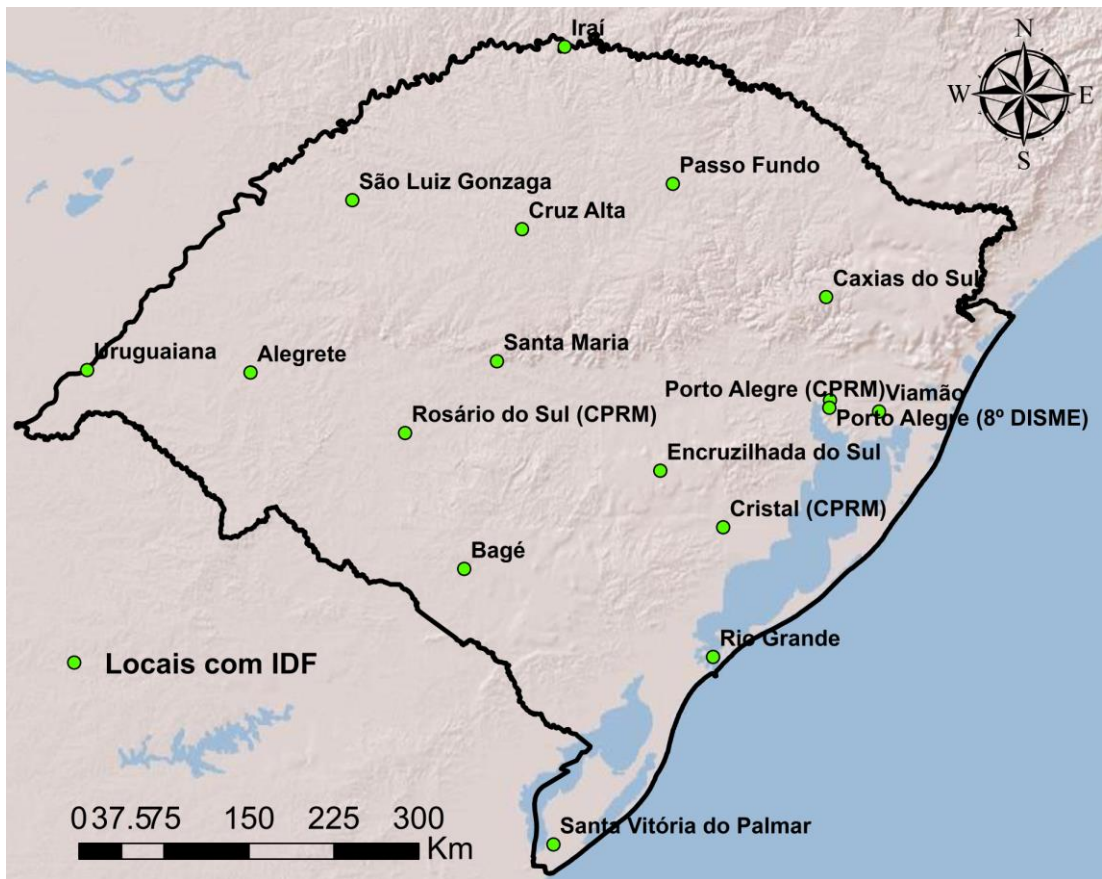 Iraí
N
W
E
S
Passo Fundo
São Luiz Gonzaga
Cruz Alta
Caxias do Sul
Santa Maria
Uruguaiana
Alegrete
Porto Alegre (CPRM)
Viamão
Rosário do Sul (CPRM)
Porto Alegre (8º DISME)
Encruzilhada do Sul
Cristal (CPRM)
Bagé
Rio Grande
Locais com IDF
0 37.5 75 150 225 300
Km
Santa Vitória do Palmar